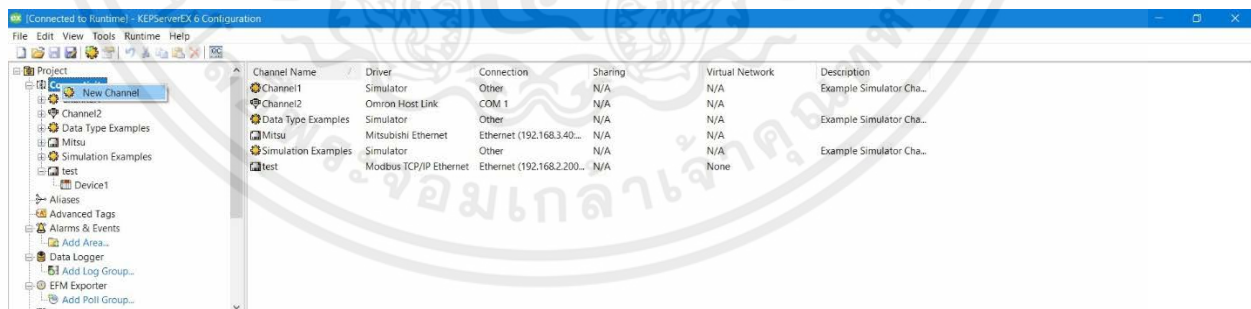 [Connected to Runtime] - KEPServerEX 6 Configuration
File Edit View Tools Runtime Help
Project
New Channel
Channel2
Data Type Examples
Mitsu
Simulation Examples
test
Device1
Aliases
Advanced Tags
Alarms & Events
Add Area...
Data Logger
Add Log Group...
EFM Exporter
Add Poll Group...
Channel Name Driver Connection Sharing Virtual Network Description
Channel1 Simulator Other N/A N/A Example Simulator Cha...
Channel2 Omron Host Link COM 1 N/A N/A
Data Type Examples Simulator Other N/A N/A Example Simulator Cha...
Mitsu Mitsubishi Ethernet Ethernet (192.168.3.40:... N/A N/A
Simulation Examples Simulator Other N/A N/A Example Simulator Cha...
test Modbus TCP/IP Ethernet Ethernet (192.168.2.200... N/A None